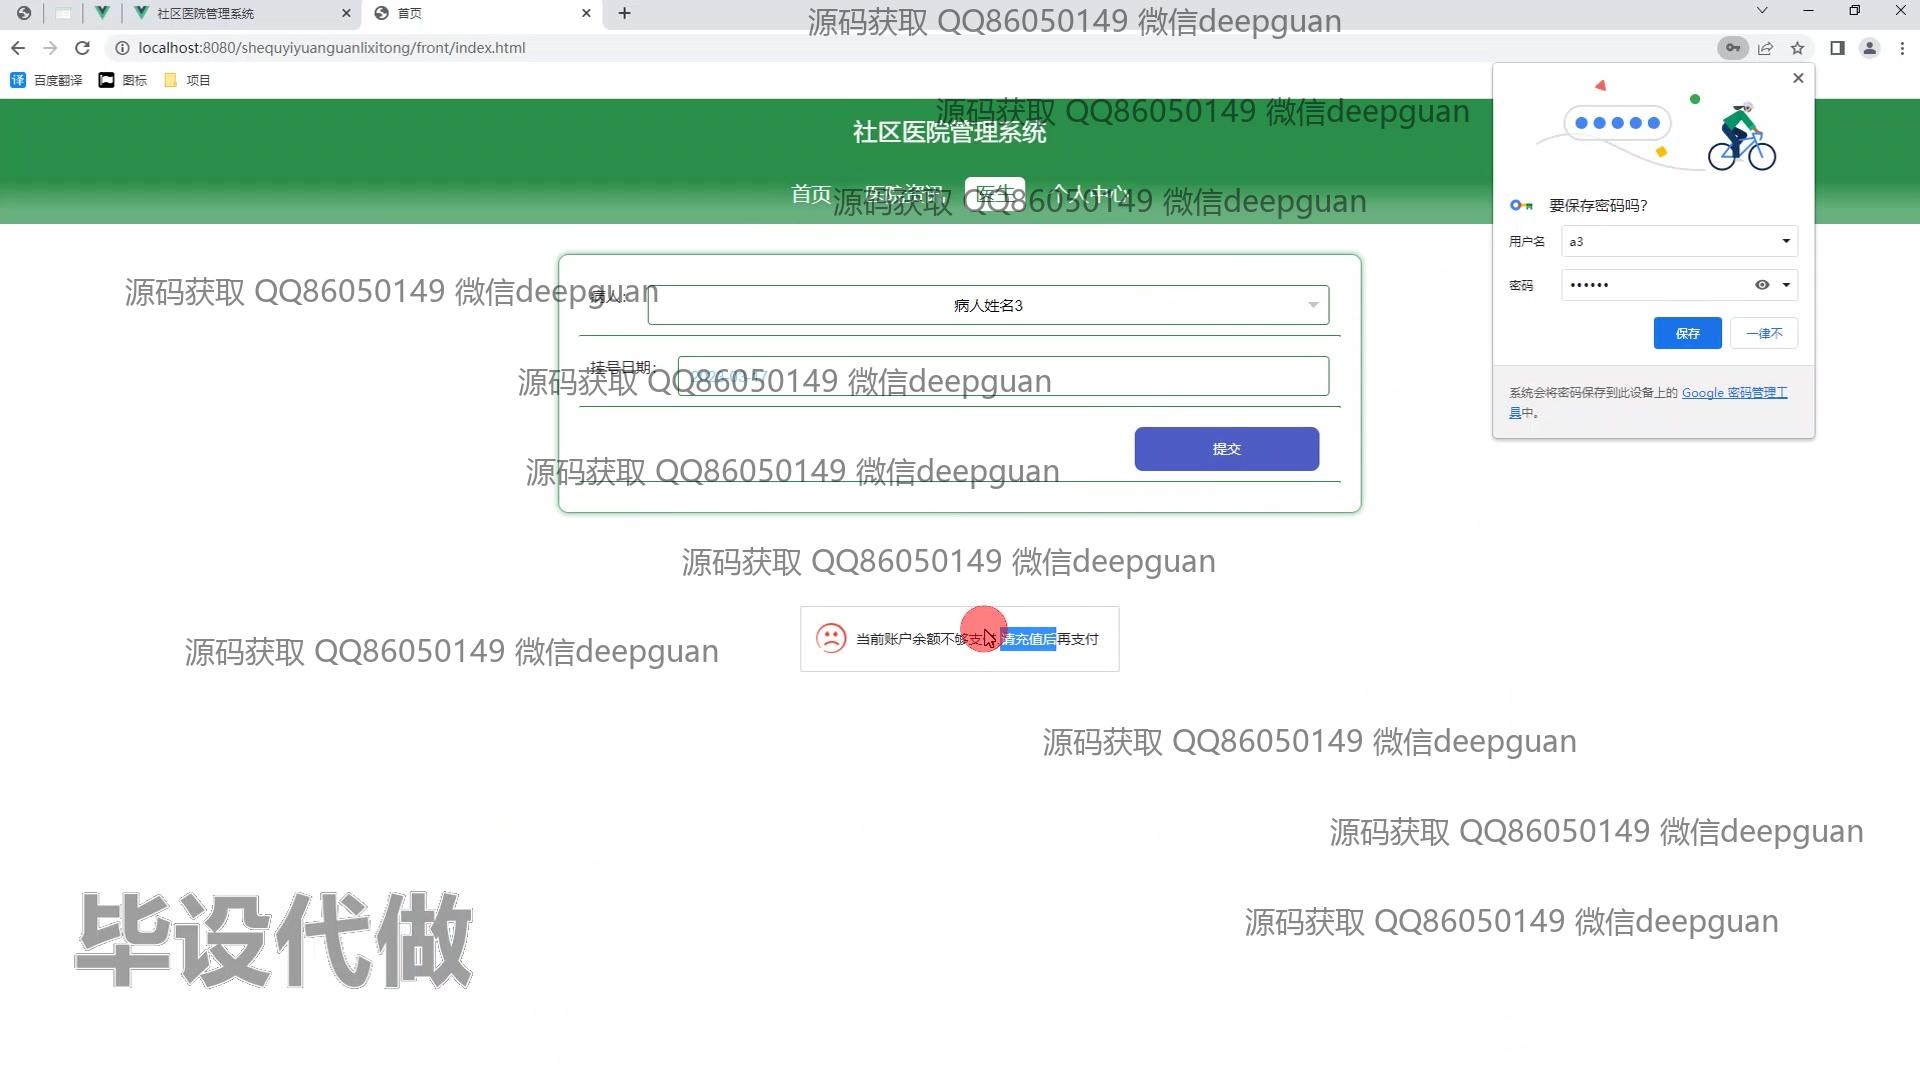 社区医院管理系统
首页
源码获取 QQ86050149 微信deepguan
localhost:8080/shequyiyuanguanlixitong/front/index.html
百度翻译
图标
项目
源码获取 QQ86050149 微信deepguan
社区医院管理系统
首页 医院资讯 医生 个人中心
源码获取 QQ86050149 微信deepguan
要保存密码吗?
用户名 a3
密码 ••••••
保存 一律不
系统会将密码保存到此设备上的 Google 密码管理工
具中。
源码获取 QQ86050149 微信deepguan
病人: 病人姓名3
挂号日期:
源码获取 QQ86050149 微信deepguan
提交
源码获取 QQ86050149 微信deepguan
源码获取 QQ86050149 微信deepguan
当前账户余额不够支付,请充值后再支付
源码获取 QQ86050149 微信deepguan
源码获取 QQ86050149 微信deepguan
源码获取 QQ86050149 微信deepguan
源码获取 QQ86050149 微信deepguan
毕设代做